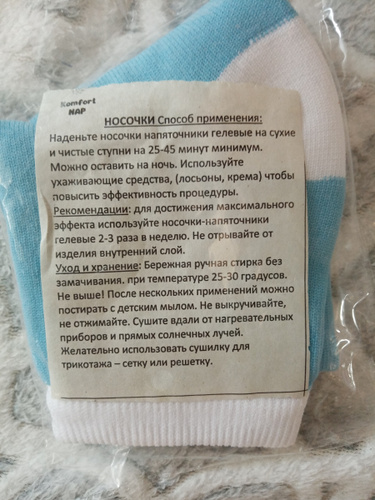 Komfort
NAP
НОСОЧКИ Способ применения:
Наденьте носочки напяточники гелевые на сухие
и чистые ступни на 25-45 минут минимум.
Можно оставить на ночь. Используйте
ухаживающие средства, (лосьоны, крема) чтобы
повысить эффективность процедуры.
Рекомендации: для достижения максимального
эффекта используйте носочки-напяточники
гелевые 2-3 раза в неделю. Не отрывайте от
изделия внутренний слой.
Уход и хранение: Бережная ручная стирка без
замачивания. при температуре 25-30 градусов.
Не выше! После нескольких применений можно
постирать с детским мылом. Не выкручивайте,
не отжимайте. Сушите вдали от нагревательных
приборов и прямых солнечных лучей.
Желательно использовать сушилку для
трикотажа – сетку или решетку.